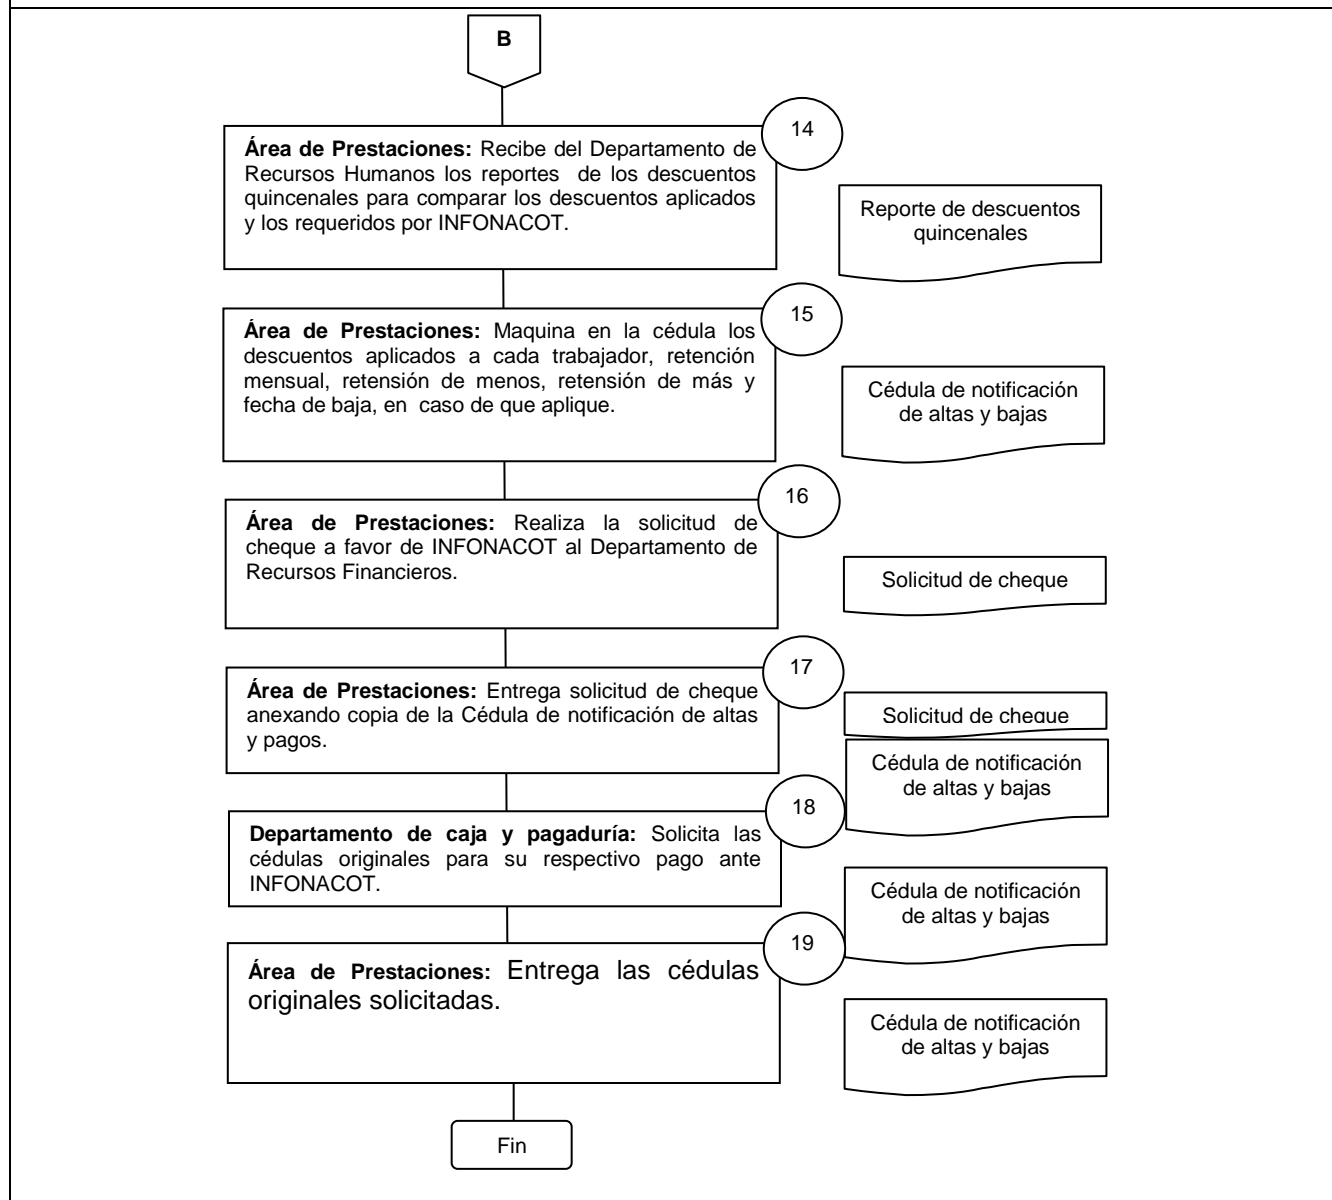 B
14
Área de Prestaciones: Recibe del Departamento de
Recursos Humanos los reportes de los descuentos
quincenales para comparar los descuentos aplicados
y los requeridos por INFONACOT.
Reporte de descuentos
quincenales
15
Área de Prestaciones: Maquina en la cédula los
descuentos aplicados a cada trabajador, retención
mensual, retensión de menos, retensión de más y
fecha de baja, en caso de que aplique.
Cédula de notificación
de altas y bajas
16
Área de Prestaciones: Realiza la solicitud de
cheque a favor de INFONACOT al Departamento de
Recursos Financieros.
Solicitud de cheque
17
Área de Prestaciones: Entrega solicitud de cheque
anexando copia de la Cédula de notificación de altas
y pagos.
Solicitud de cheque
Cédula de notificación
de altas y bajas
18
Departamento de caja y pagaduría: Solicita las
cédulas originales para su respectivo pago ante
INFONACOT.
Cédula de notificación
de altas y bajas
19
Área de Prestaciones: Entrega las cédulas
originales solicitadas.
Cédula de notificación
de altas y bajas
Fin